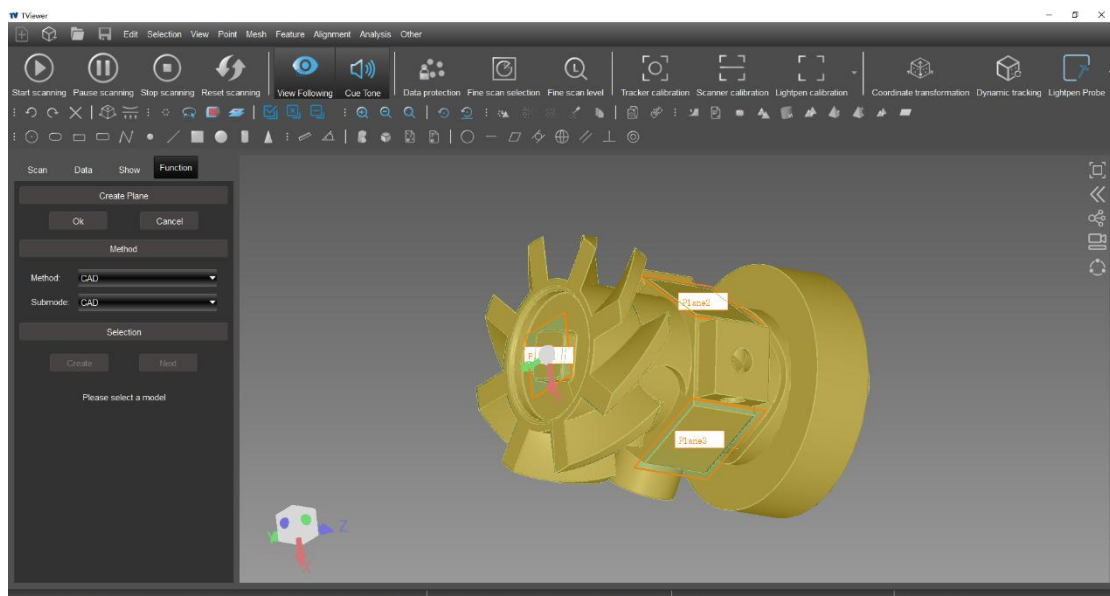 TViewer
Edit Selection View Point Mesh Feature Alignment Analysis Other
Start scanning Pause scanning Stop scanning Reset scanning View Following Cue Tone Data protection Fine scan selection Fine scan level Tracker calibration Scanner calibration Lightpen calibration Coordinate transformation Dynamic tracking Lightpen Probe
Scan Data Show Function
Create Plane
Ok Cancel
Method
Method: CAD
Submode: CAD
Selection
Create Next
Please select a model
Plane2
Plane3
Z